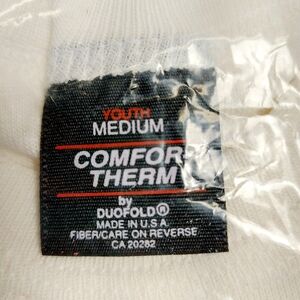 YOUTH
MEDIUM
COMFOR
THERM
by
DUOFOLD®
MADE IN U.S.A
FIBER/CARE ON REVERSE
CA 20282